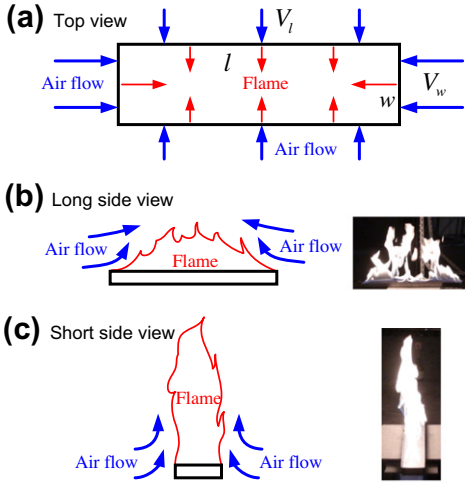 (a) Top view
V_l
Air flow
l
Flame
V_w
w
Air flow
(b) Long side view
Air flow
Air flow
Flame
(c) Short side view
Flame
Air flow
Air flow